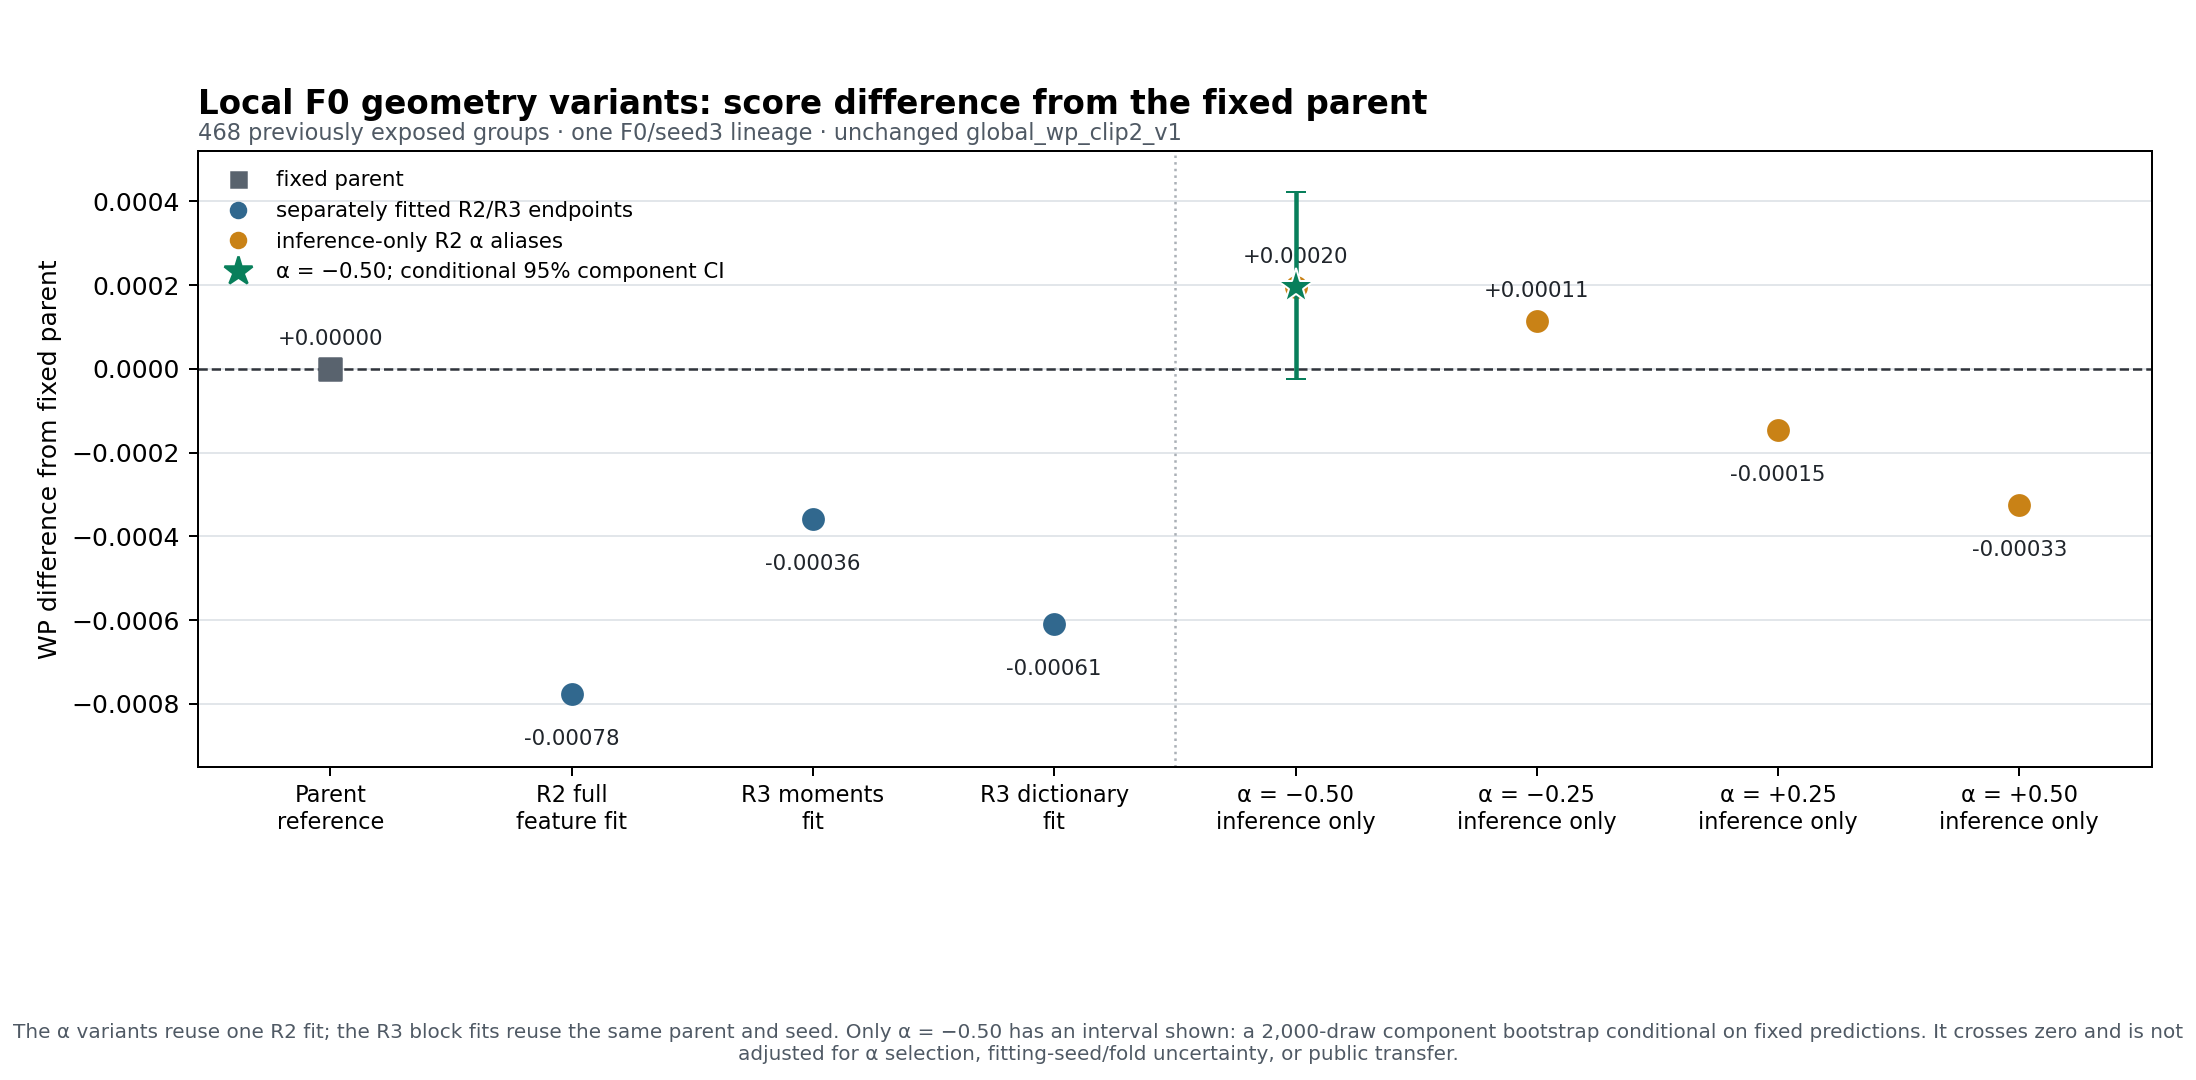 Local F0 geometry variants: score difference from the fixed parent
468 previously exposed groups · one F0/seed3 lineage · unchanged global_wp_clip2_v1
fixed parent
separately fitted R2/R3 endpoints
inference-only R2 α aliases
α = −0.50; conditional 95% component CI
WP difference from fixed parent
0.0004
0.0002
0.0000
−0.0002
−0.0004
−0.0006
−0.0008
+0.00000
-0.00078
-0.00036
-0.00061
+0.00020
+0.00011
-0.00015
-0.00033
Parent
reference
R2 full
feature fit
R3 moments
fit
R3 dictionary
fit
α = −0.50
inference only
α = −0.25
inference only
α = +0.25
inference only
α = +0.50
inference only
The α variants reuse one R2 fit; the R3 block fits reuse the same parent and seed. Only α = −0.50 has an interval shown: a 2,000-draw component bootstrap conditional on fixed predictions. It crosses zero and is not
adjusted for α selection, fitting-seed/fold uncertainty, or public transfer.